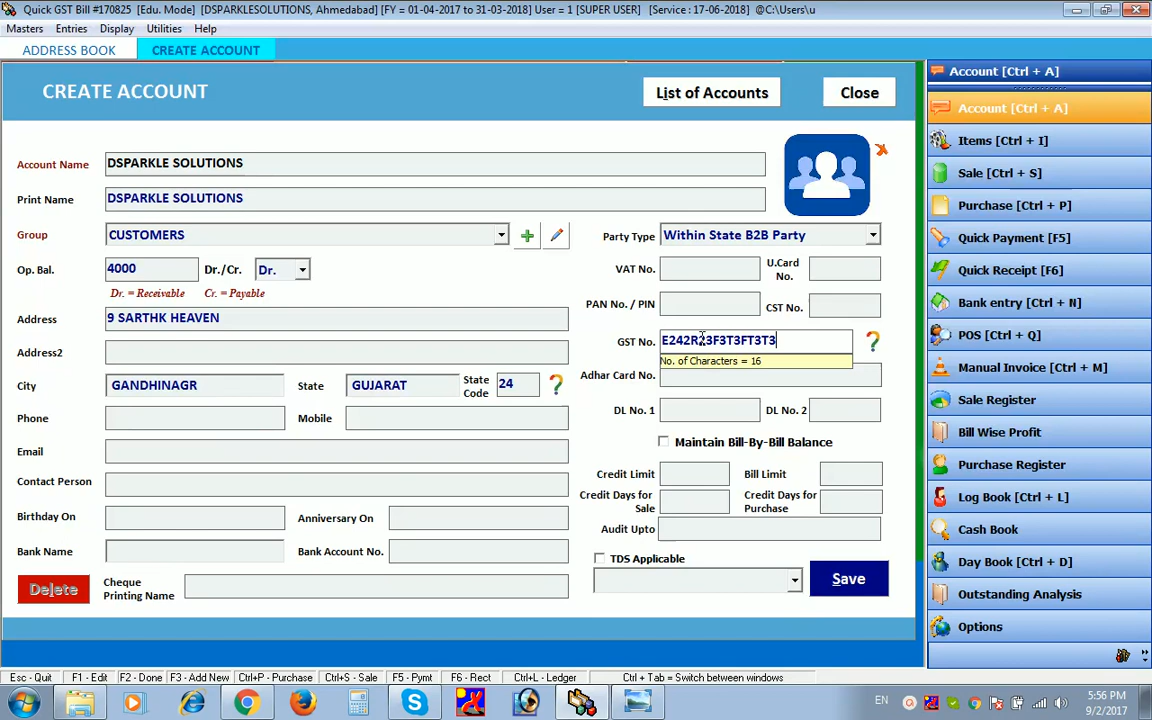 Quick GST Bill #170825 [Edu. Mode] [DSPARKLESOLUTIONS, Ahmedabad] [FY = 01-04-2017 to 31-03-2018] User = 1 [SUPER USER] [Service : 17-06-2018] @C:\Users\u
Masters Entries Display Utilities Help
ADDRESS BOOK CREATE ACCOUNT
Account [Ctrl + A]
CREATE ACCOUNT List of Accounts Close
Account [Ctrl + A]
Items [Ctrl + I]
Sale [Ctrl + S]
Purchase [Ctrl + P]
Quick Payment [F5]
Quick Receipt [F6]
Bank entry [Ctrl + N]
POS [Ctrl + Q]
Manual Invoice [Ctrl + M]
Sale Register
Bill Wise Profit
Purchase Register
Log Book [Ctrl + L]
Cash Book
Day Book [Ctrl + D]
Outstanding Analysis
Options
Account Name DSPARKLE SOLUTIONS
Print Name DSPARKLE SOLUTIONS
Group CUSTOMERS
Party Type Within State B2B Party
Op. Bal. 4000 Dr./Cr. Dr.
Dr. = Receivable Cr. = Payable
VAT No. U.Card No.
PAN No. / PIN CST No.
Address 9 SARTHK HEAVEN
GST No. E242R23F3T3FT3T3
No. of Characters = 16
Address2
Adhar Card No.
City GANDHINAGR State GUJARAT State Code 24
Phone Mobile
DL No. 1 DL No. 2
Maintain Bill-By-Bill Balance
Email
Credit Limit Bill Limit
Contact Person
Credit Days for Sale Credit Days for Purchase
Birthday On Anniversary On
Audit Upto
Bank Name Bank Account No.
TDS Applicable
Delete Cheque Printing Name
Save
Esc - Quit F1 - Edit F2 - Done F3 - Add New Ctrl+P - Purchase Ctrl+S - Sale F5 - Pymt F6 - Rect Ctrl+L - Ledger Ctrl + Tab = Switch between windows
EN
5:56 PM
9/2/2017